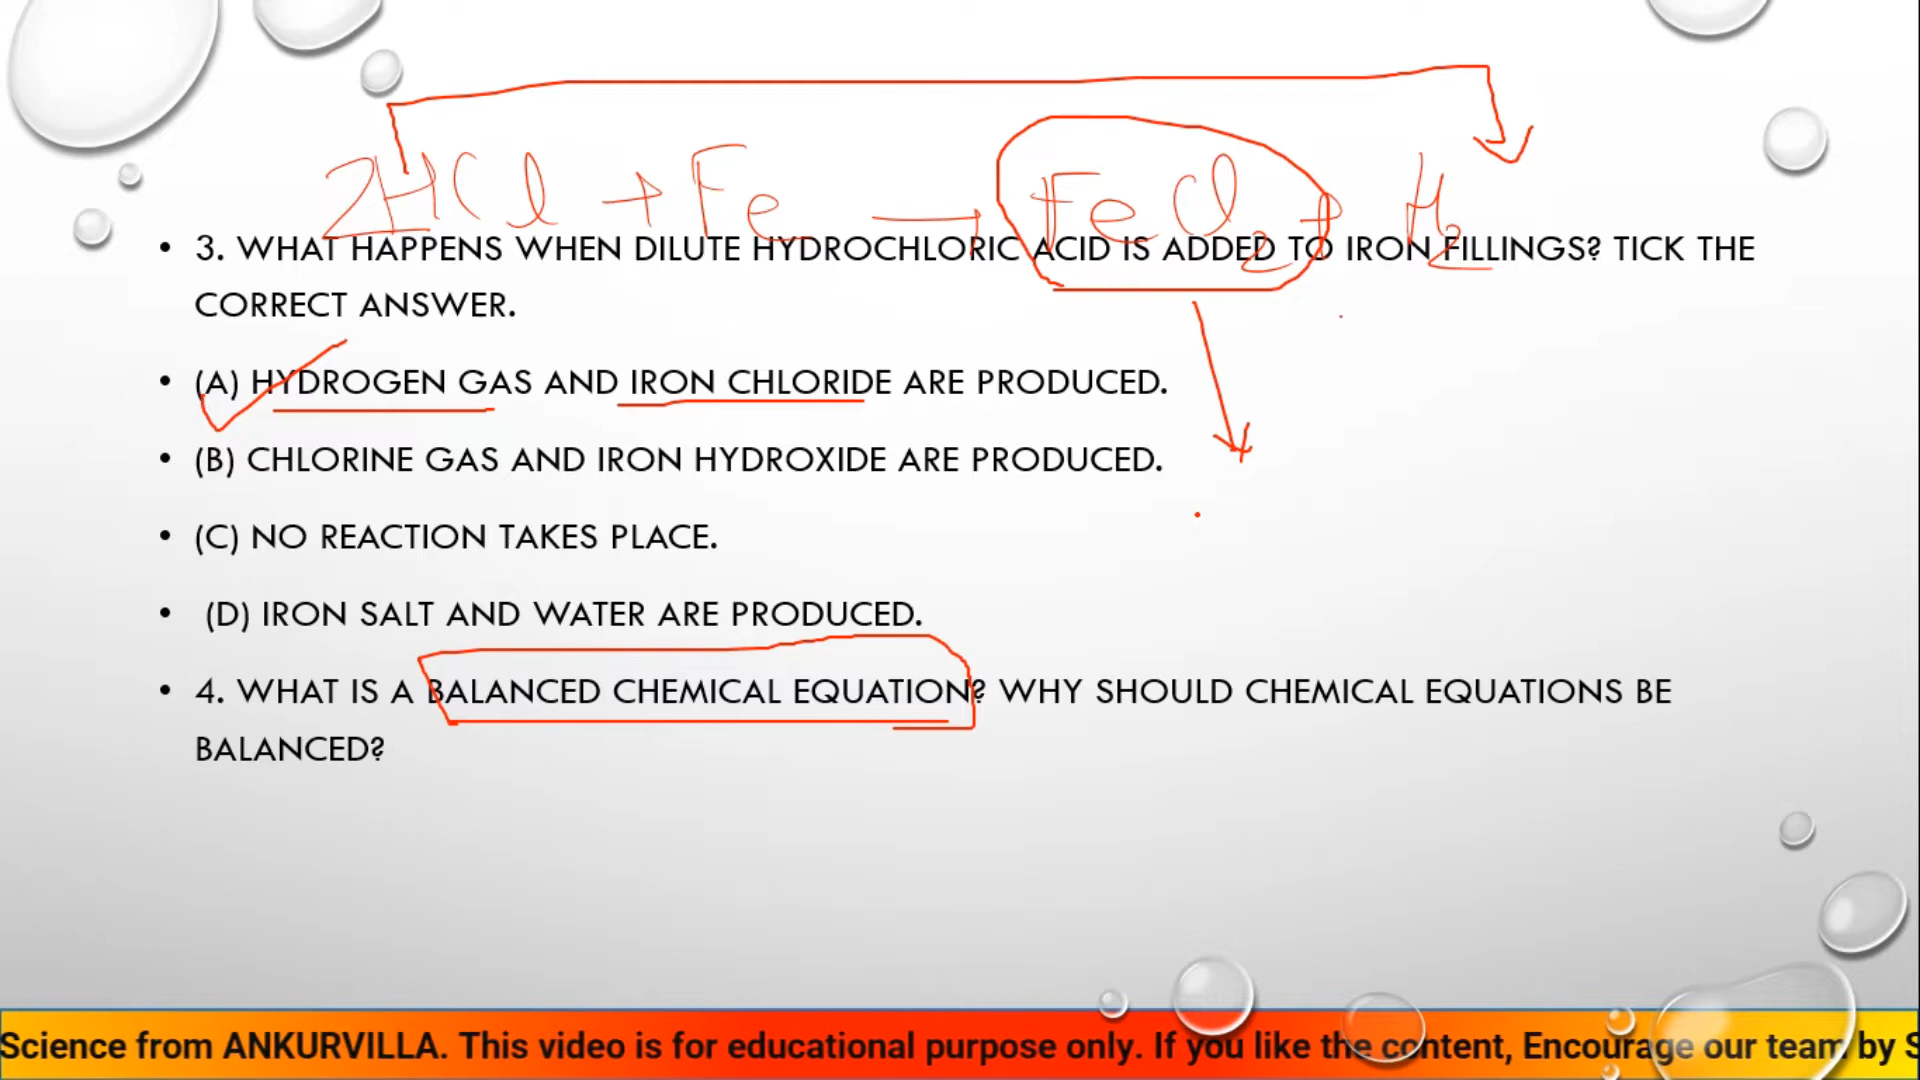 2HCl + Fe → FeCl2 + H2
• 3. WHAT HAPPENS WHEN DILUTE HYDROCHLORIC ACID IS ADDED TO IRON FILLINGS? TICK THE
CORRECT ANSWER.
• (A) HYDROGEN GAS AND IRON CHLORIDE ARE PRODUCED.
• (B) CHLORINE GAS AND IRON HYDROXIDE ARE PRODUCED.
• (C) NO REACTION TAKES PLACE.
• (D) IRON SALT AND WATER ARE PRODUCED.
• 4. WHAT IS A BALANCED CHEMICAL EQUATION? WHY SHOULD CHEMICAL EQUATIONS BE
BALANCED?
Science from ANKURVILLA. This video is for educational purpose only. If you like the content, Encourage our team by S